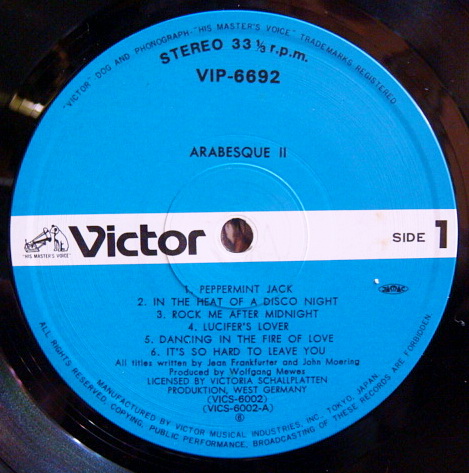 "VICTOR" DOG AND PHONOGRAPH-"HIS MASTER'S VOICE" TRADEMARKS REGISTERED
STEREO 33 ⅓ r.p.m.
VIP-6692
ARABESQUE II
"HIS MASTER'S VOICE"
Victor
SIDE 1
1. PEPPERMINT JACK
2. IN THE HEAT OF A DISCO NIGHT
3. ROCK ME AFTER MIDNIGHT
4. LUCIFER'S LOVER
5. DANCING IN THE FIRE OF LOVE
6. IT'S SO HARD TO LEAVE YOU
All titles written by Jean Frankfurter and John Moering
Produced by Wolfgang Mewes
LICENSED BY VICTORIA SCHALLPLATTEN
PRODUKTION, WEST GERMANY
(VICS-6002)
(VICS-6002-A)
MANUFACTURED BY VICTOR MUSICAL INDUSTRIES, INC., TOKYO, JAPAN.
ALL RIGHTS RESERVED; COPYING, PUBLIC PERFORMANCE, BROADCASTING OF THESE RECORDS ARE FORBIDDEN.